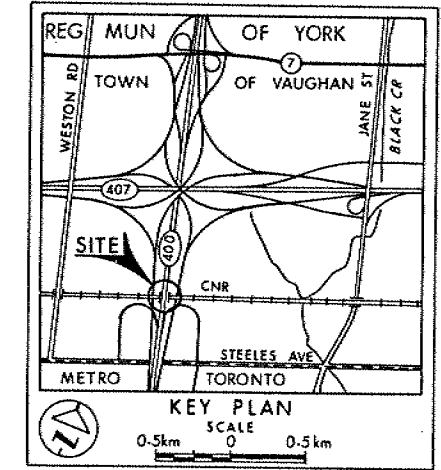 REG MUN OF YORK
7
TOWN OF VAUGHAN
WESTON RD
JANE ST
BLACK CR
407
400
SITE
CNR
STEELES AVE
METRO TORONTO
KEY PLAN
SCALE
0·5km 0 0·5km
N